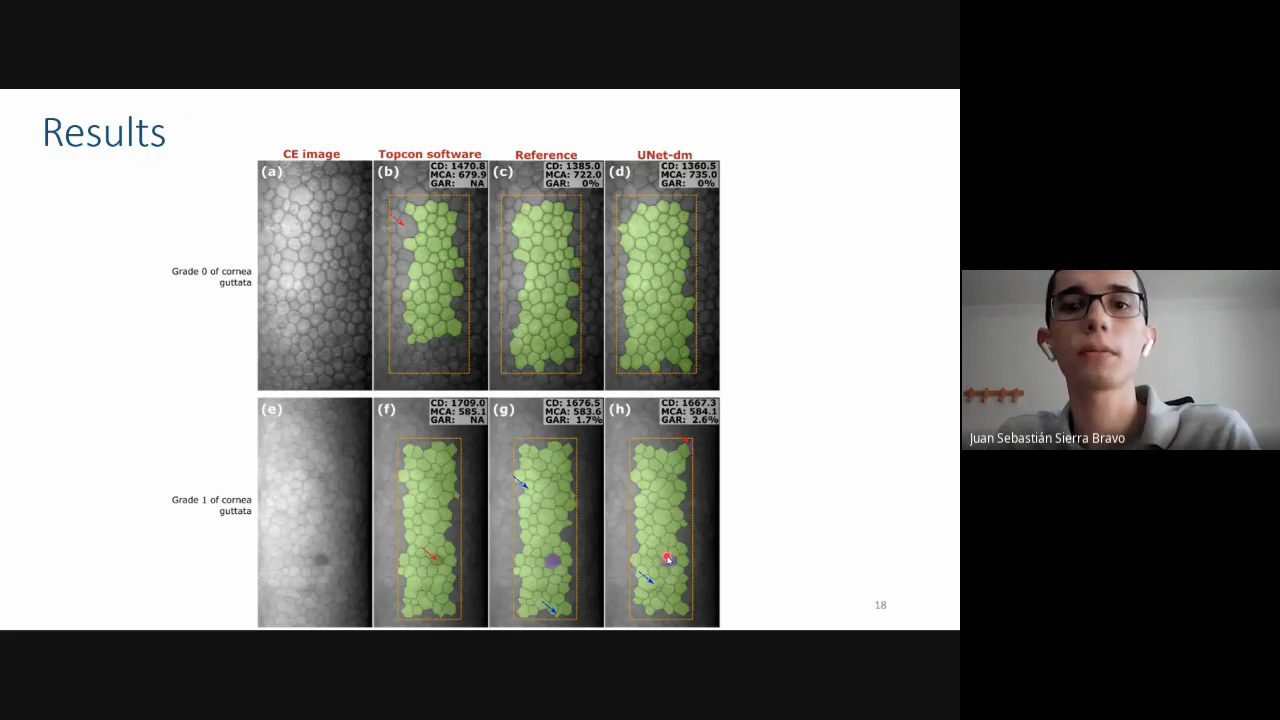 Results
CE image
Topcon software
Reference
UNet-dm
(a)
(b)
CD: 1470.8
MCA: 679.9
GAR: NA
(c)
CD: 1385.0
MCA: 722.0
GAR: 0%
(d)
CD: 1360.5
MCA: 735.0
GAR: 0%
Grade 0 of cornea
guttata
(e)
(f)
CD: 1709.0
MCA: 585.1
GAR: NA
(g)
CD: 1676.5
MCA: 583.6
GAR: 1.7%
(h)
CD: 1667.3
MCA: 584.1
GAR: 2.6%
Grade 1 of cornea
guttata
18
Juan Sebastián Sierra Bravo